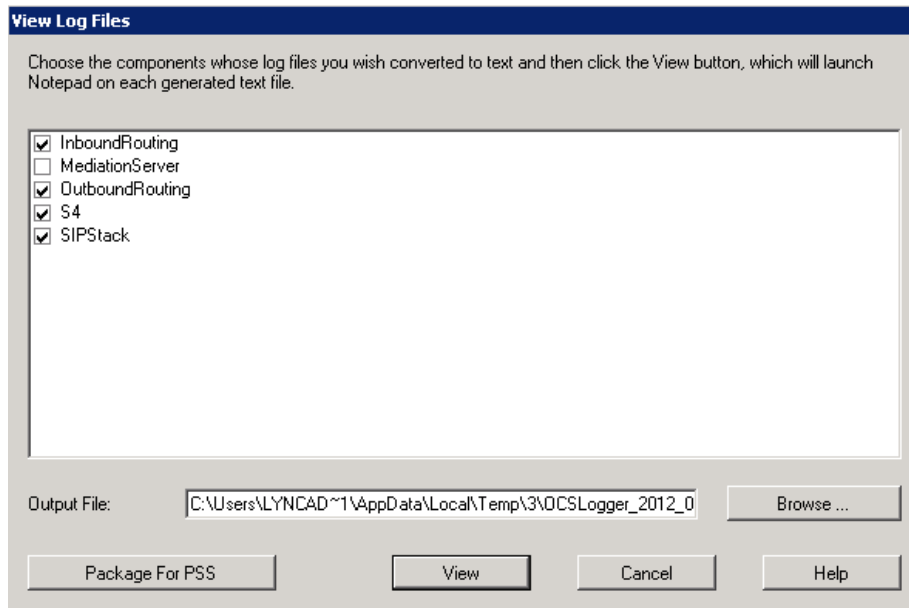 View Log Files
Choose the components whose log files you wish converted to text and then click the View button, which will launch
Notepad on each generated text file.
InboundRouting
MediationServer
OutboundRouting
S4
SIPStack
Output File: C:\Users\LYNCAD~1\AppData\Local\Temp\3\OCSLogger_2012_0 Browse ...
Package For PSS View Cancel Help